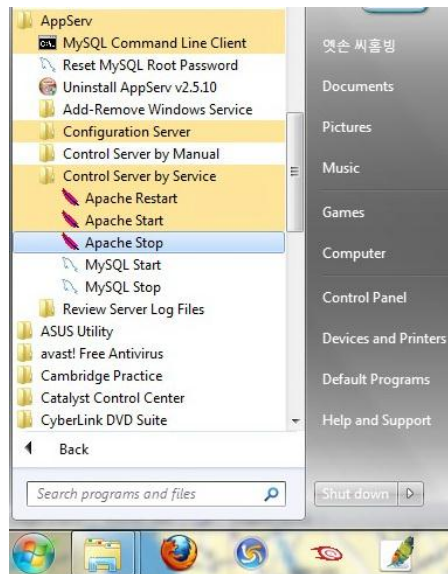 AppServ
MySQL Command Line Client
Reset MySQL Root Password
Uninstall AppServ v2.5.10
Add-Remove Windows Service
Configuration Server
Control Server by Manual
Control Server by Service
Apache Restart
Apache Start
Apache Stop
MySQL Start
MySQL Stop
Review Server Log Files
ASUS Utility
avast! Free Antivirus
Cambridge Practice
Catalyst Control Center
CyberLink DVD Suite
Back
Search programs and files
옛손 씨홈빙
Documents
Pictures
Music
Games
Computer
Control Panel
Devices and Printers
Default Programs
Help and Support
Shut down